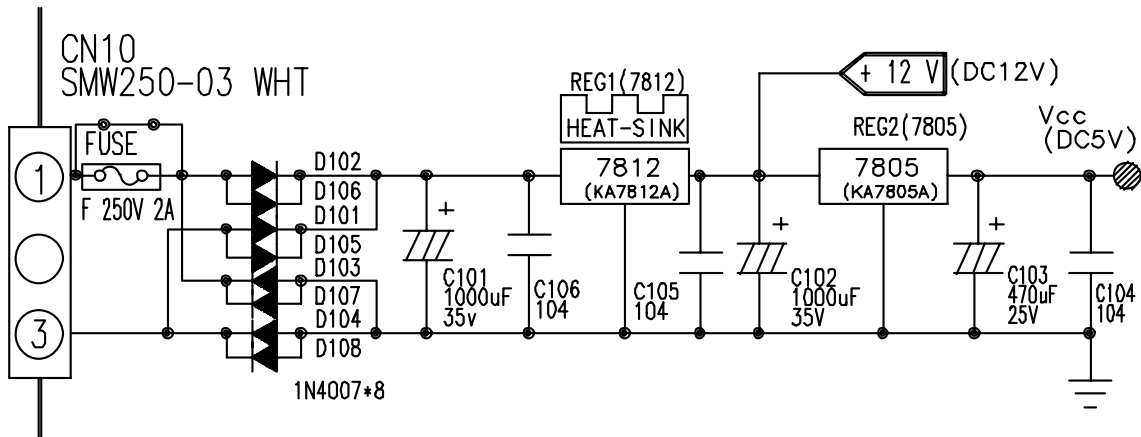 CN10
SMW250-03 WHT
1
3
FUSE
F 250V 2A
D102
D106
D101
D105
D103
D107
D104
D108
1N4007*8
+
C101
1000uF
35v
C106
104
REG1(7812)
HEAT-SINK
7812
(KA7812A)
C105
104
+
C102
1000uF
35V
+ 12 V
(DC12V)
REG2(7805)
7805
(KA7805A)
+
C103
470uF
25V
C104
104
Vcc
(DC5V)